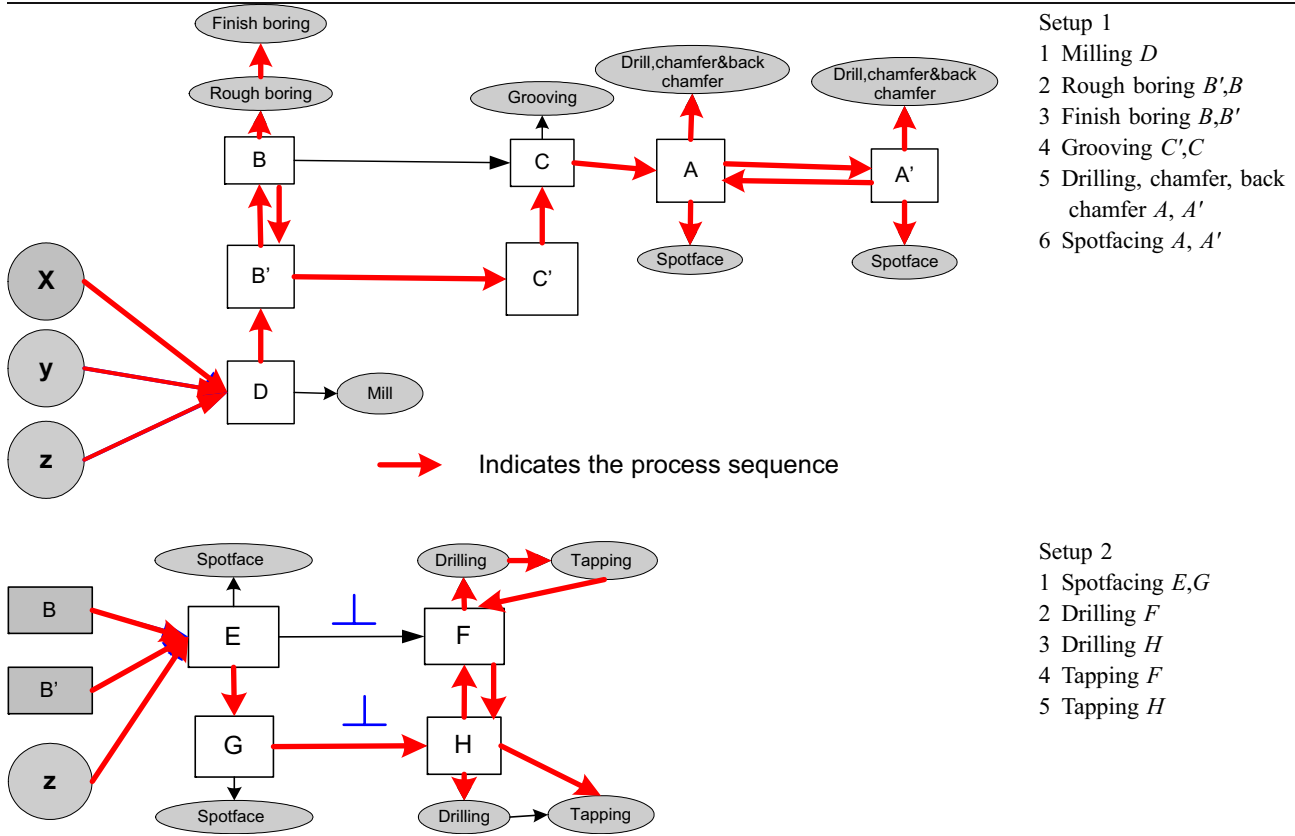 Finish boring
Rough boring
B
B'
D
Mill
X
y
z
Grooving
C
C'
Drill,chamfer&back
chamfer
A
Spotface
Drill,chamfer&back
chamfer
A'
Spotface
Indicates the process sequence
Setup 1
1 Milling D
2 Rough boring B′,B
3 Finish boring B,B′
4 Grooving C′,C
5 Drilling, chamfer, back
chamfer A, A′
6 Spotfacing A, A′
B
B'
z
Spotface
E
G
Spotface
Drilling
Tapping
F
H
Drilling
Tapping
Setup 2
1 Spotfacing E,G
2 Drilling F
3 Drilling H
4 Tapping F
5 Tapping H